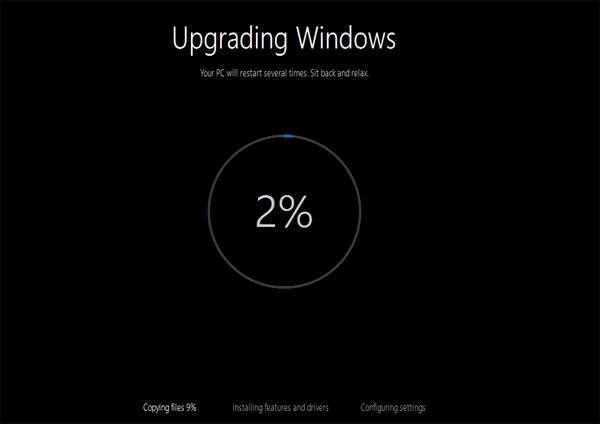 Upgrading Windows
Your PC will restart several times. Sit back and relax.
2%
Copying files 9% Installing features and drivers Configuring settings